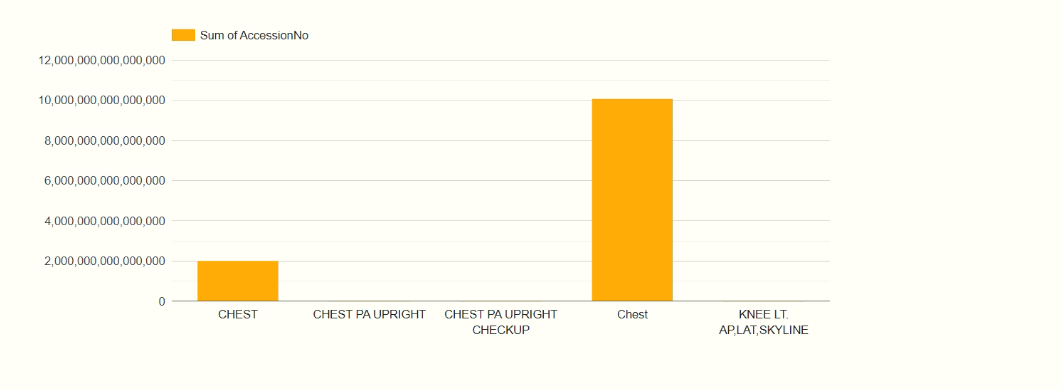 Sum of AccessionNo
12,000,000,000,000,000
10,000,000,000,000,000
8,000,000,000,000,000
6,000,000,000,000,000
4,000,000,000,000,000
2,000,000,000,000,000
0
CHEST
CHEST PA UPRIGHT
CHEST PA UPRIGHT
CHECKUP
Chest
KNEE LT.
AP,LAT,SKYLINE